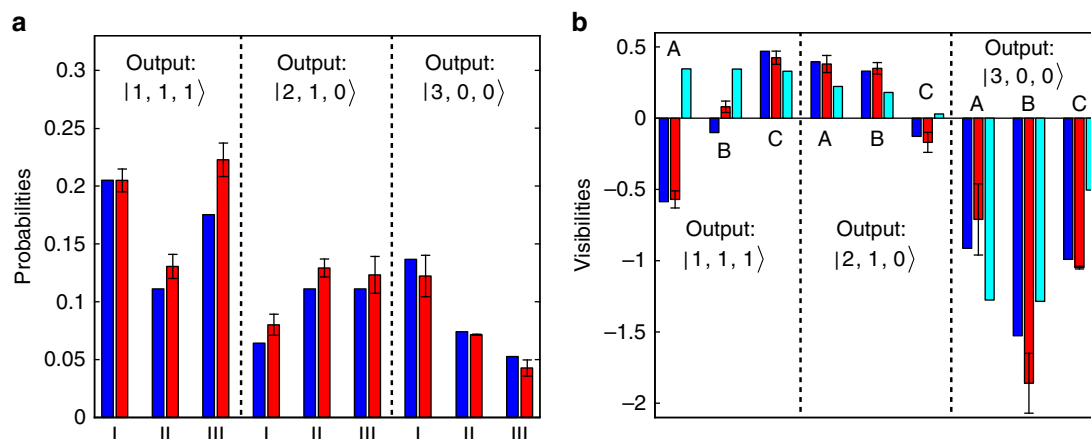 a
0.3
0.25
0.2
0.15
0.1
0.05
0
Probabilities
Output:
|1, 1, 1⟩
Output:
|2, 1, 0⟩
Output:
|3, 0, 0⟩
I II III I II III I II III
b
0.5
0
−0.5
−1
−1.5
−2
Visibilities
A
B
C
Output:
|1, 1, 1⟩
A
B
C
Output:
|2, 1, 0⟩
Output:
|3, 0, 0⟩
A
B
C